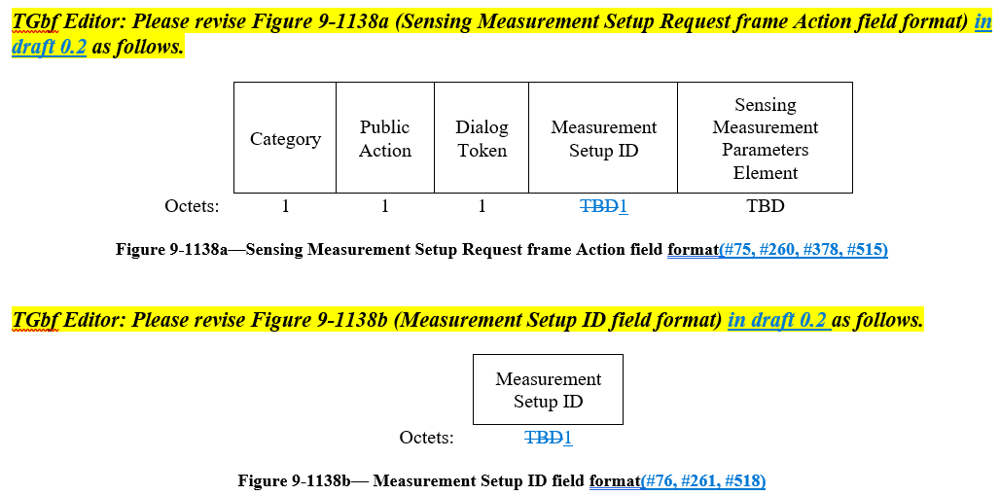 TGbf Editor: Please revise Figure 9-1138a (Sensing Measurement Setup Request frame Action field format) in
draft 0.2 as follows.
Category
Public
Action
Dialog
Token
Measurement
Setup ID
Sensing
Measurement
Parameters
Element
Octets: 1 1 1 TBD1 TBD
Figure 9-1138a—Sensing Measurement Setup Request frame Action field format(#75, #260, #378, #515)
TGbf Editor: Please revise Figure 9-1138b (Measurement Setup ID field format) in draft 0.2 as follows.
Measurement
Setup ID
Octets: TBD1
Figure 9-1138b— Measurement Setup ID field format(#76, #261, #518)